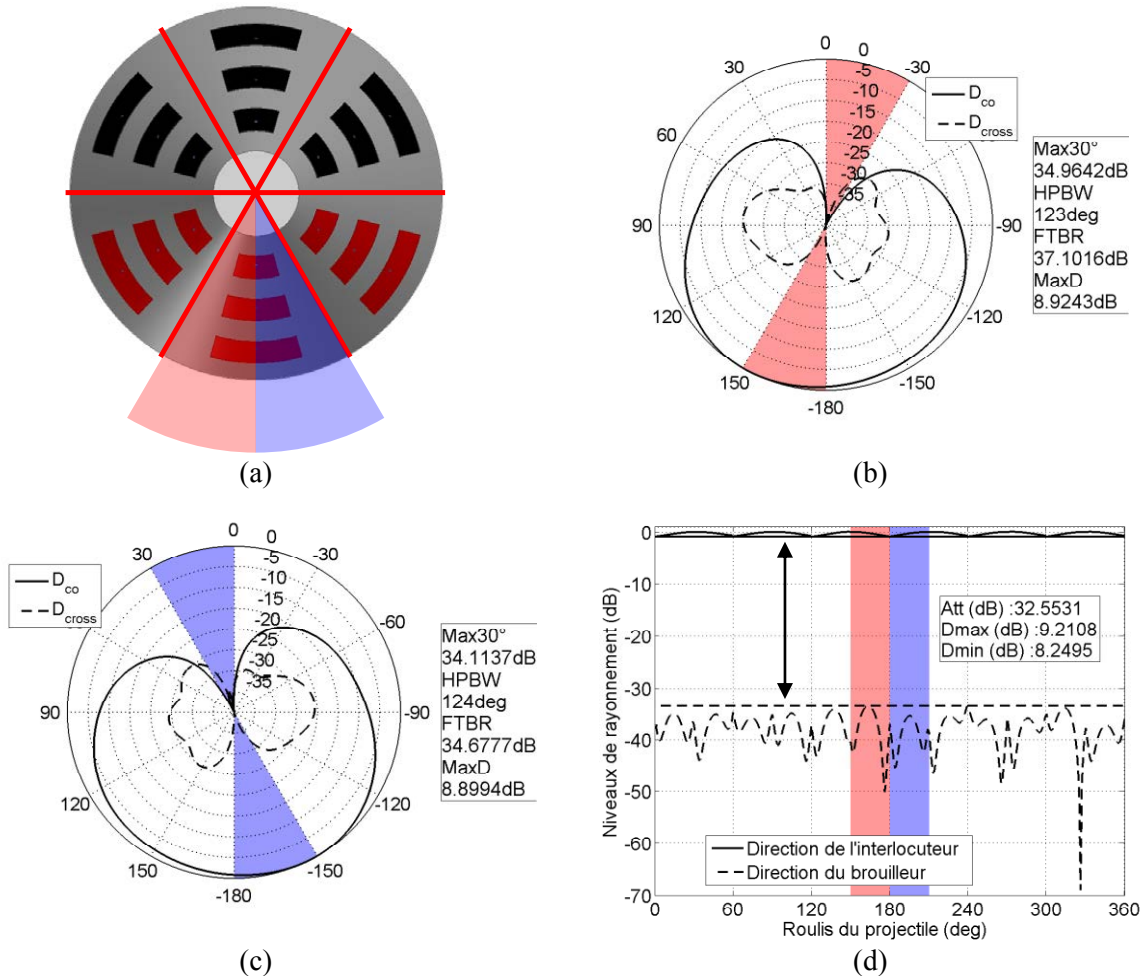 (a)
0
0
-5
-10
-15
-20
-25
-30
-35
30
-30
60
90
-90
120
-120
150
-150
-180
D_co
D_cross
Max30°
34.9642dB
HPBW
123deg
FTBR
37.1016dB
MaxD
8.9243dB
(b)
0
0
-5
-10
-15
-20
-25
-30
-35
30
-30
-60
90
-90
120
-120
150
-150
-180
D_co
D_cross
Max30°
34.1137dB
HPBW
124deg
FTBR
34.6777dB
MaxD
8.8994dB
(c)
Niveaux de rayonnement (dB)
0
-10
-20
-30
-40
-50
-60
-70
Att (dB) :32.5531
Dmax (dB) :9.2108
Dmin (dB) :8.2495
Direction de l'interlocuteur
Direction du brouilleur
0 60 120 180 240 300 360
Roulis du projectile (deg)
(d)